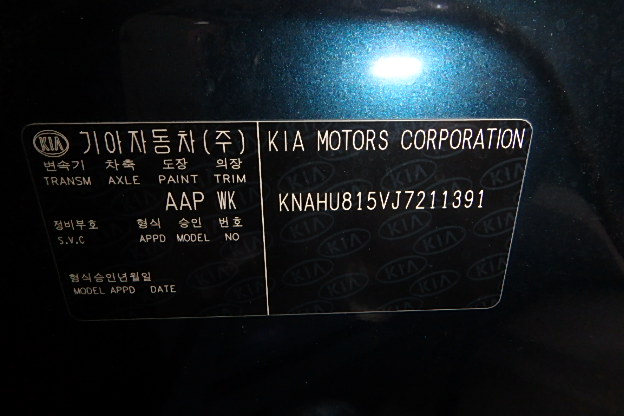 KIA 기아자동차(주)
변속기 차축 도장 의장
TRANSM AXLE PAINT TRIM
AAP WK
정비부호 형식 승인 번호
S.V.C APPD MODEL NO
형식승인년월일
MODEL APPD DATE
KIA MOTORS CORPORATION
KNAHU815VJ7211391